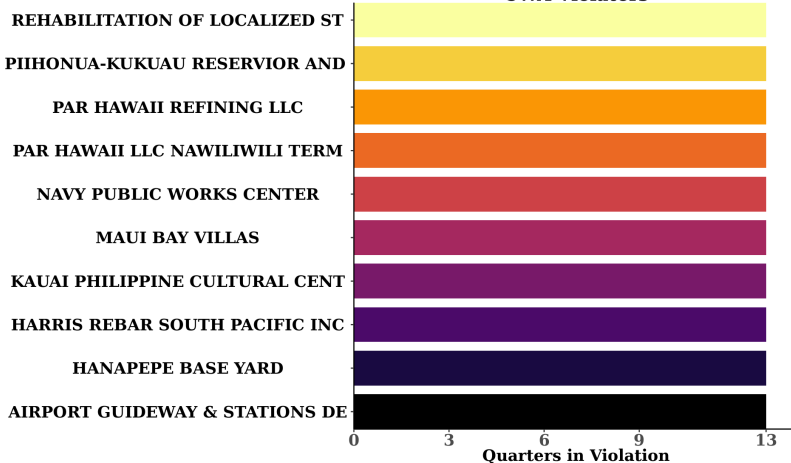 REHABILITATION OF LOCALIZED ST
PIIHONUA-KUKUAU RESERVIOR AND
PAR HAWAII REFINING LLC
PAR HAWAII LLC NAWILIWILI TERM
NAVY PUBLIC WORKS CENTER
MAUI BAY VILLAS
KAUAI PHILIPPINE CULTURAL CENT
HARRIS REBAR SOUTH PACIFIC INC
HANAPEPE BASE YARD
AIRPORT GUIDEWAY & STATIONS DE
0 3 6 9 13
Quarters in Violation